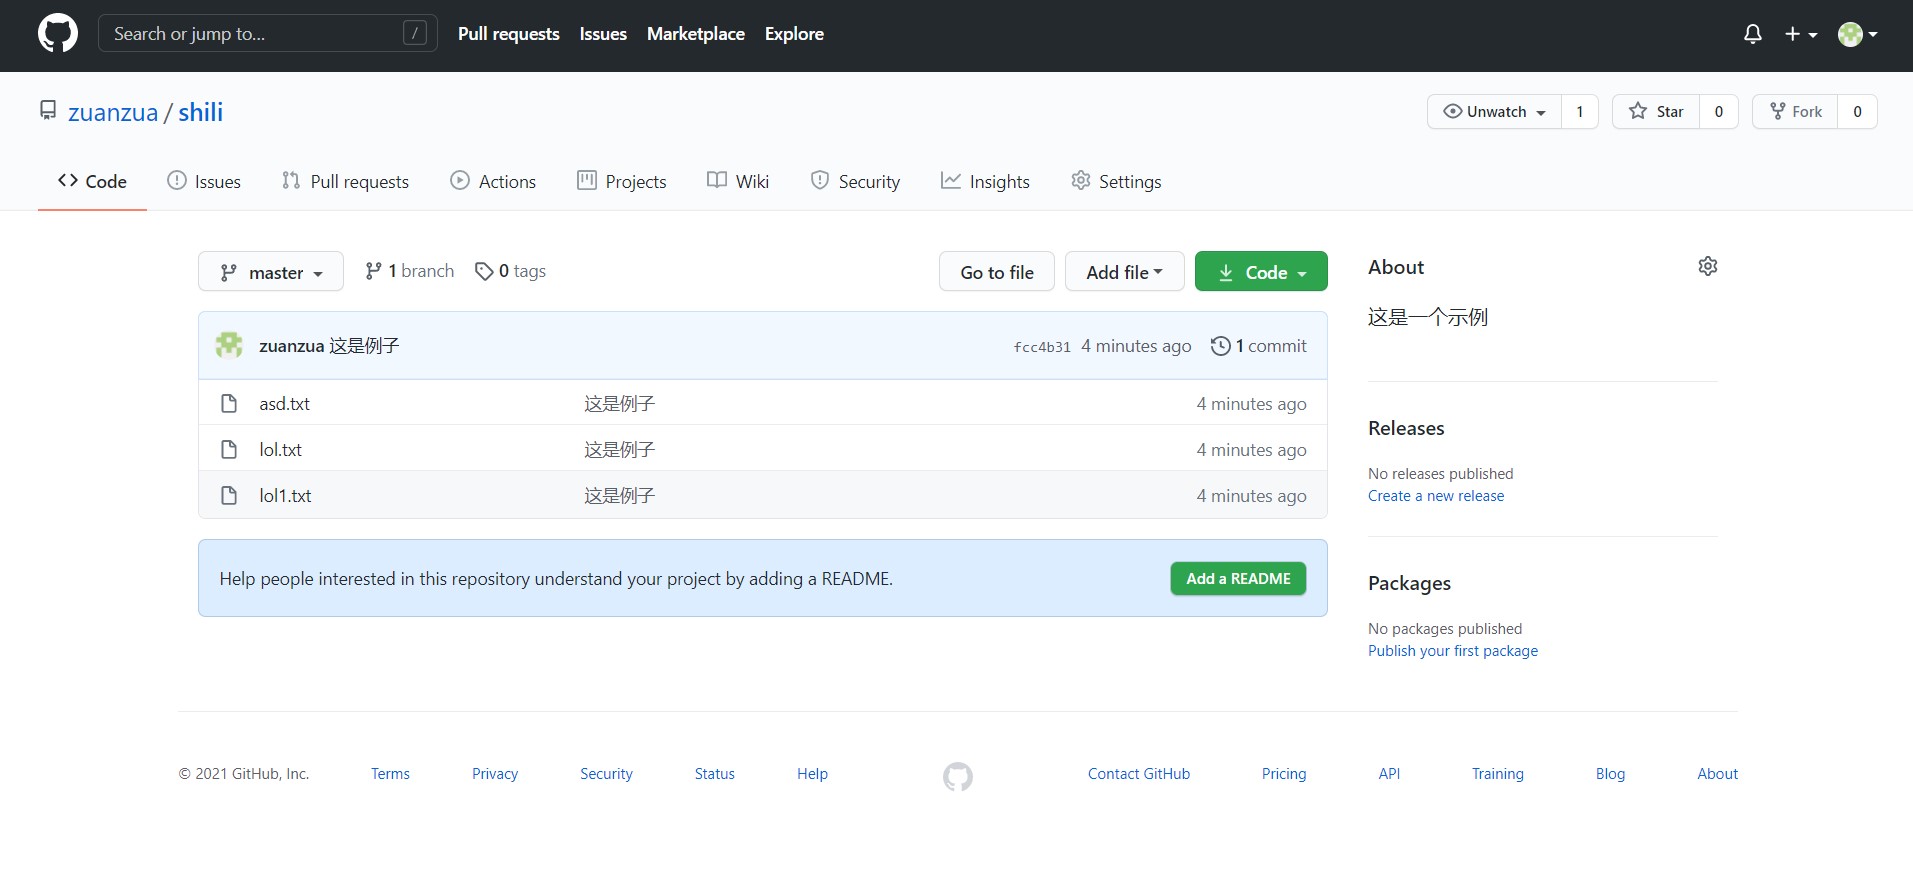 Search or jump to... / Pull requests Issues Marketplace Explore
zuanzua / shili Unwatch 1 Star 0 Fork 0
Code Issues Pull requests Actions Projects Wiki Security Insights Settings
master 1 branch 0 tags Go to file Add file Code
zuanzua 这是例子 fcc4b31 4 minutes ago 1 commit
asd.txt 这是例子 4 minutes ago
lol.txt 这是例子 4 minutes ago
lol1.txt 这是例子 4 minutes ago
Help people interested in this repository understand your project by adding a README. Add a README
About
这是一个示例
Releases
No releases published
Create a new release
Packages
No packages published
Publish your first package
© 2021 GitHub, Inc. Terms Privacy Security Status Help Contact GitHub Pricing API Training Blog About